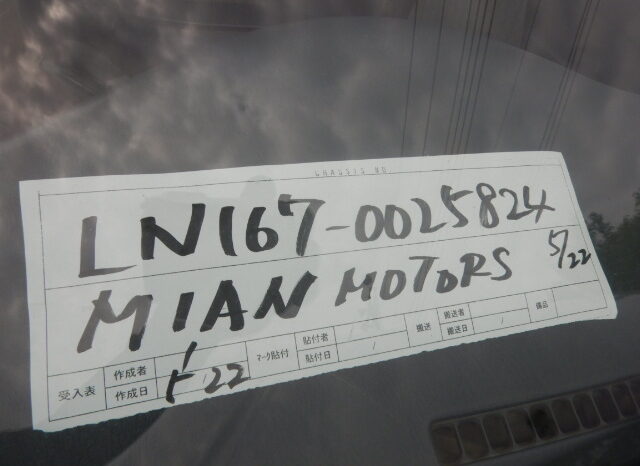 CHASSIS NO
LN167-0025824
MIAN MOTORS 5/22
受入表 作成者 マーク貼付 貼付者 / 搬送 搬送者 / 備品
作成日 5/22 貼付日 / 搬送日 /